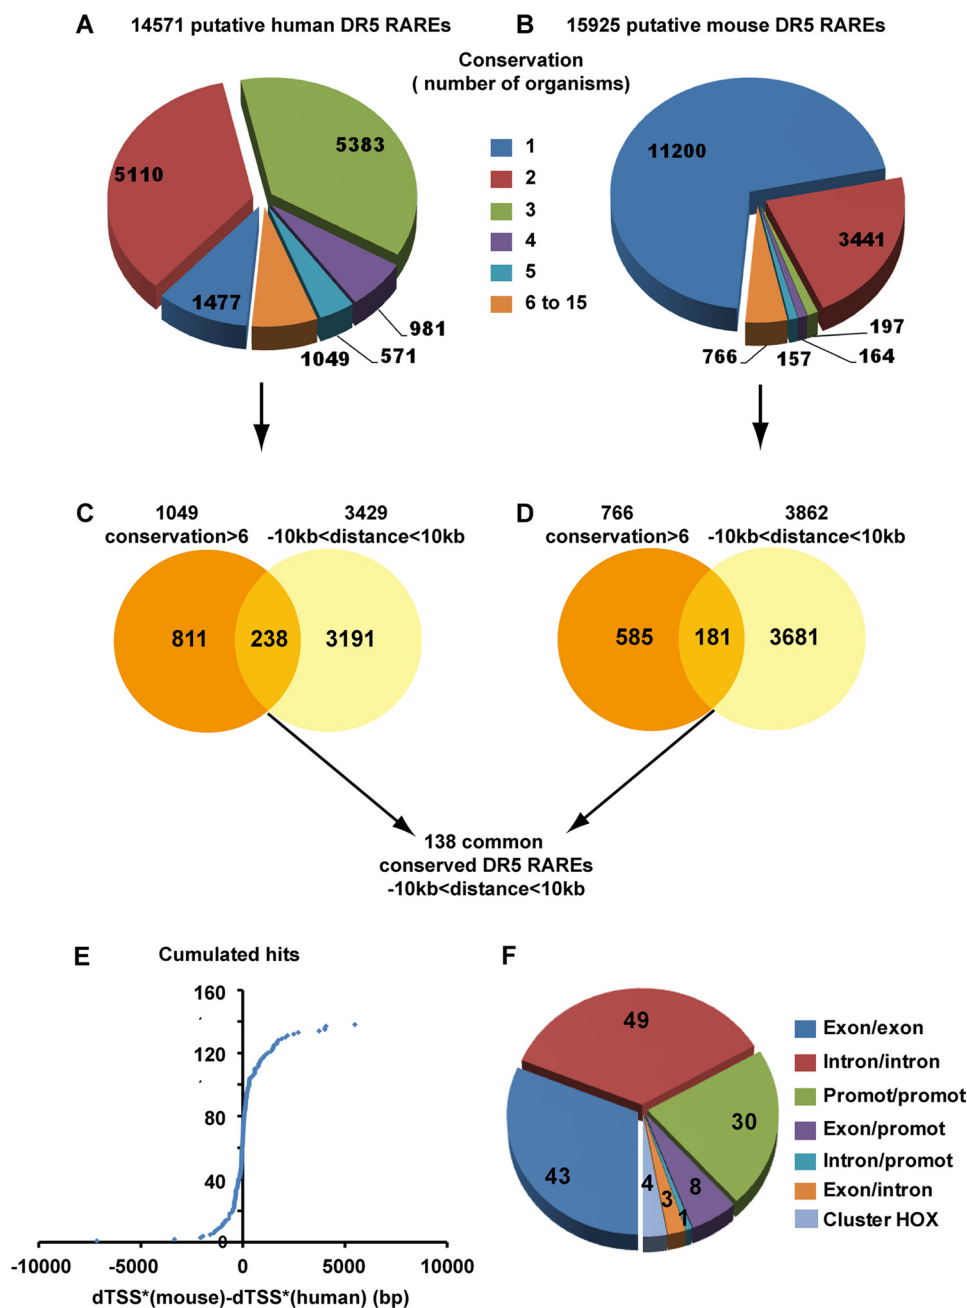 A 14571 putative human DR5 RAREs
B 15925 putative mouse DR5 RAREs
Conservation
( number of organisms)
1
2
3
4
5
6 to 15
5383
5110
1477
1049
571
981
11200
3441
197
164
157
766
C
1049
conservation>6
3429
-10kb<distance<10kb
811
238
3191
D
766
conservation>6
3862
-10kb<distance<10kb
585
181
3681
138 common
conserved DR5 RAREs
-10kb<distance<10kb
E
Cumulated hits
160
120
80
40
0
-10000
-5000
0
5000
10000
dTSS*(mouse)-dTSS*(human) (bp)
F
49
30
43
4
3
1
8
Exon/exon
Intron/intron
Promot/promot
Exon/promot
Intron/promot
Exon/intron
Cluster HOX